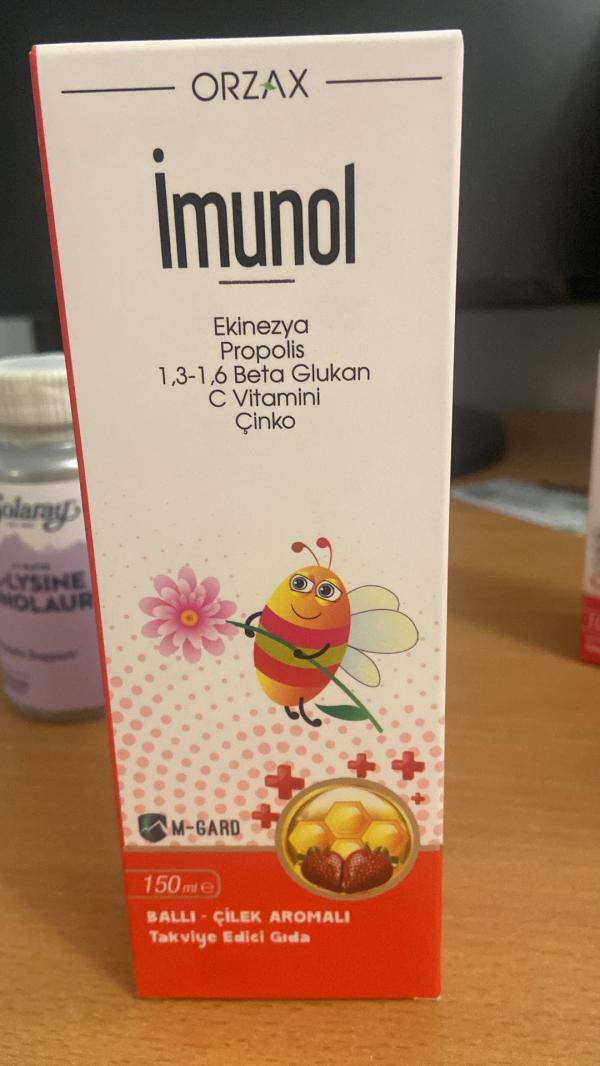 ORZAX
İmunol
Ekinezya
Propolis
1,3-1,6 Beta Glukan
C Vitamini
Çinko
olaray
LYSINE
M-GARD
150 ml e
BALLI - ÇİLEK AROMALI
Takviye Edici Gıda